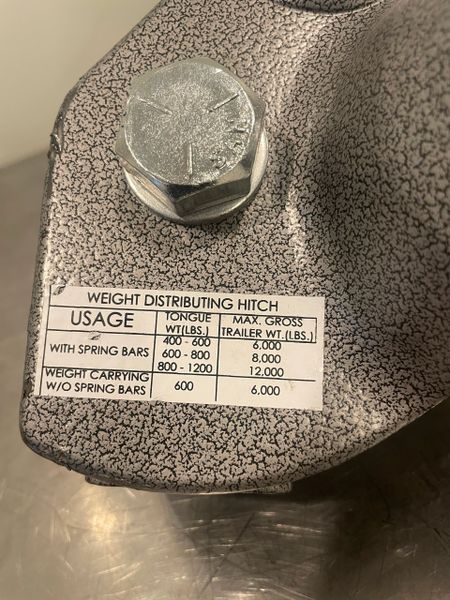 WEIGHT DISTRIBUTING HITCH
USAGE TONGUE WT(LBS.) MAX. GROSS TRAILER WT.(LBS.)
WITH SPRING BARS 400 - 600 6,000
600 - 800 8,000
800 - 1200 12,000
WEIGHT CARRYING W/O SPRING BARS 600 6,000